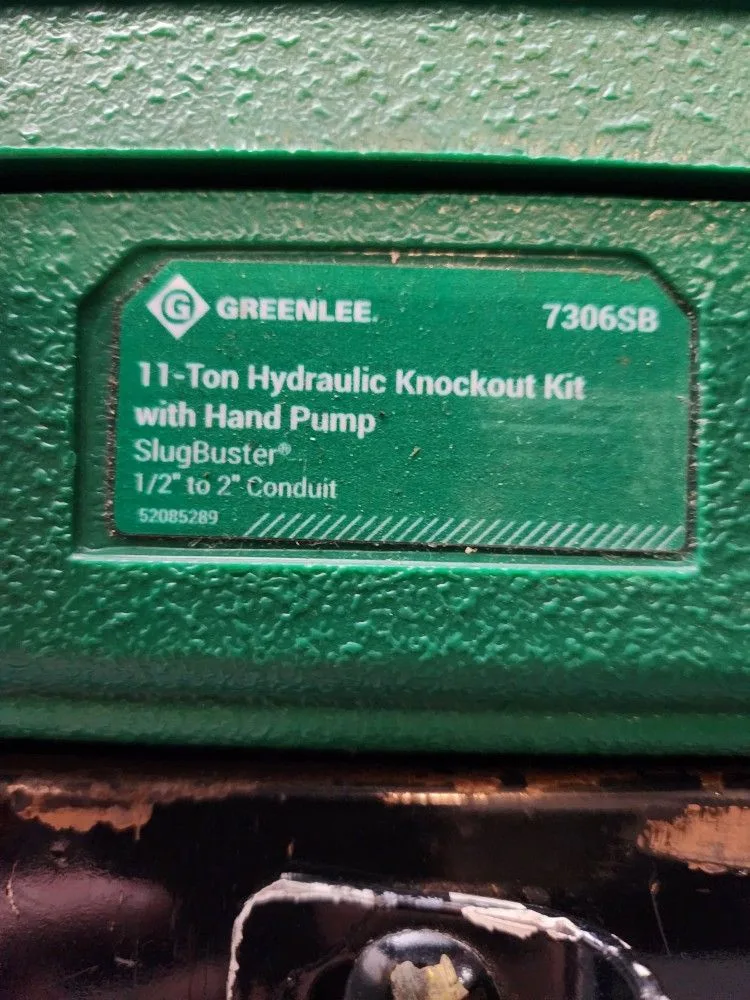 G GREENLEE. 7306SB
11-Ton Hydraulic Knockout Kit
with Hand Pump
SlugBuster®
1/2" to 2" Conduit
52085289